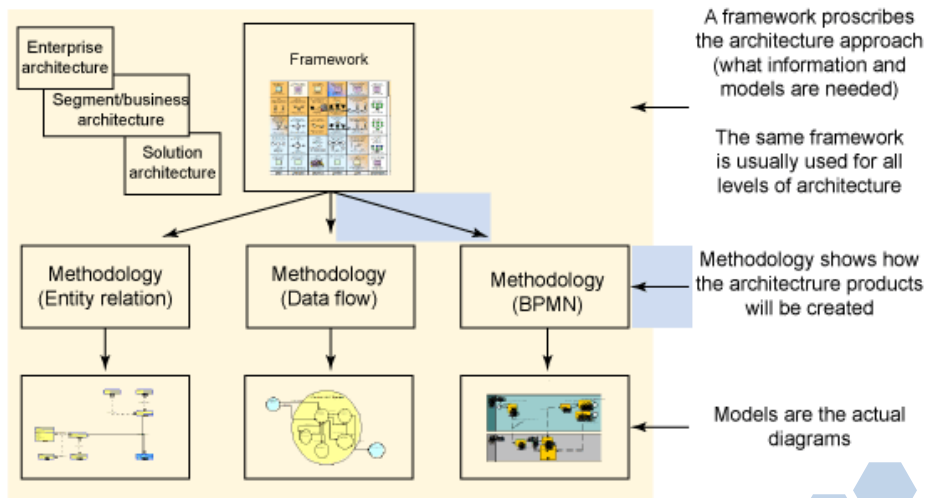 Enterprise
architecture
Segment/business
architecture
Solution
architecture
Framework
A framework proscribes
the architecture approach
(what information and
models are needed)
The same framework
is usually used for all
levels of architecture
Methodology
(Entity relation)
Methodology
(Data flow)
Methodology
(BPMN)
Methodology shows how
the architectrure products
will be created
Models are the actual
diagrams